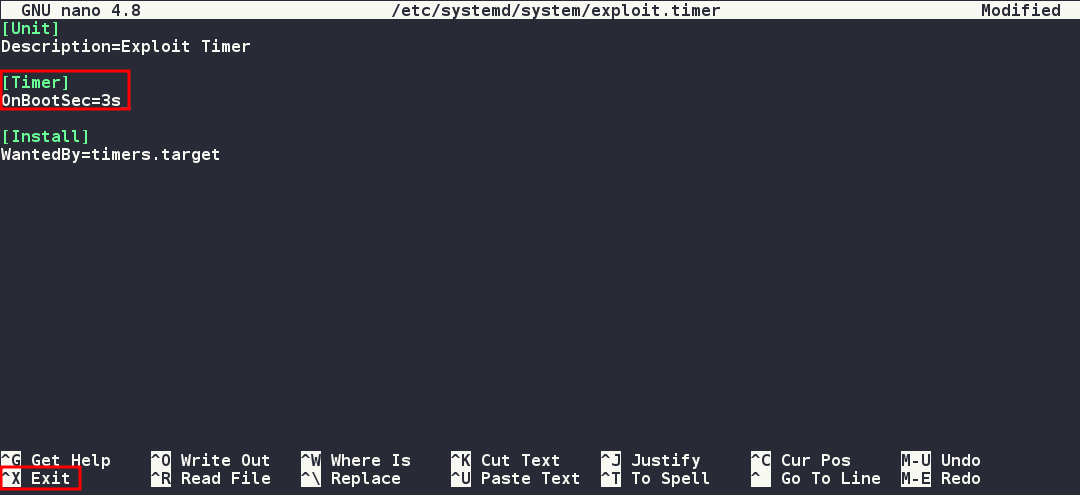 GNU nano 4.8 /etc/systemd/system/exploit.timer Modified
[Unit]
Description=Exploit Timer
[Timer]
OnBootSec=3s
[Install]
WantedBy=timers.target
^G Get Help ^O Write Out ^W Where Is ^K Cut Text ^J Justify ^C Cur Pos M-U Undo
^X Exit ^R Read File ^\ Replace ^U Paste Text ^T To Spell ^_ Go To Line M-E Redo